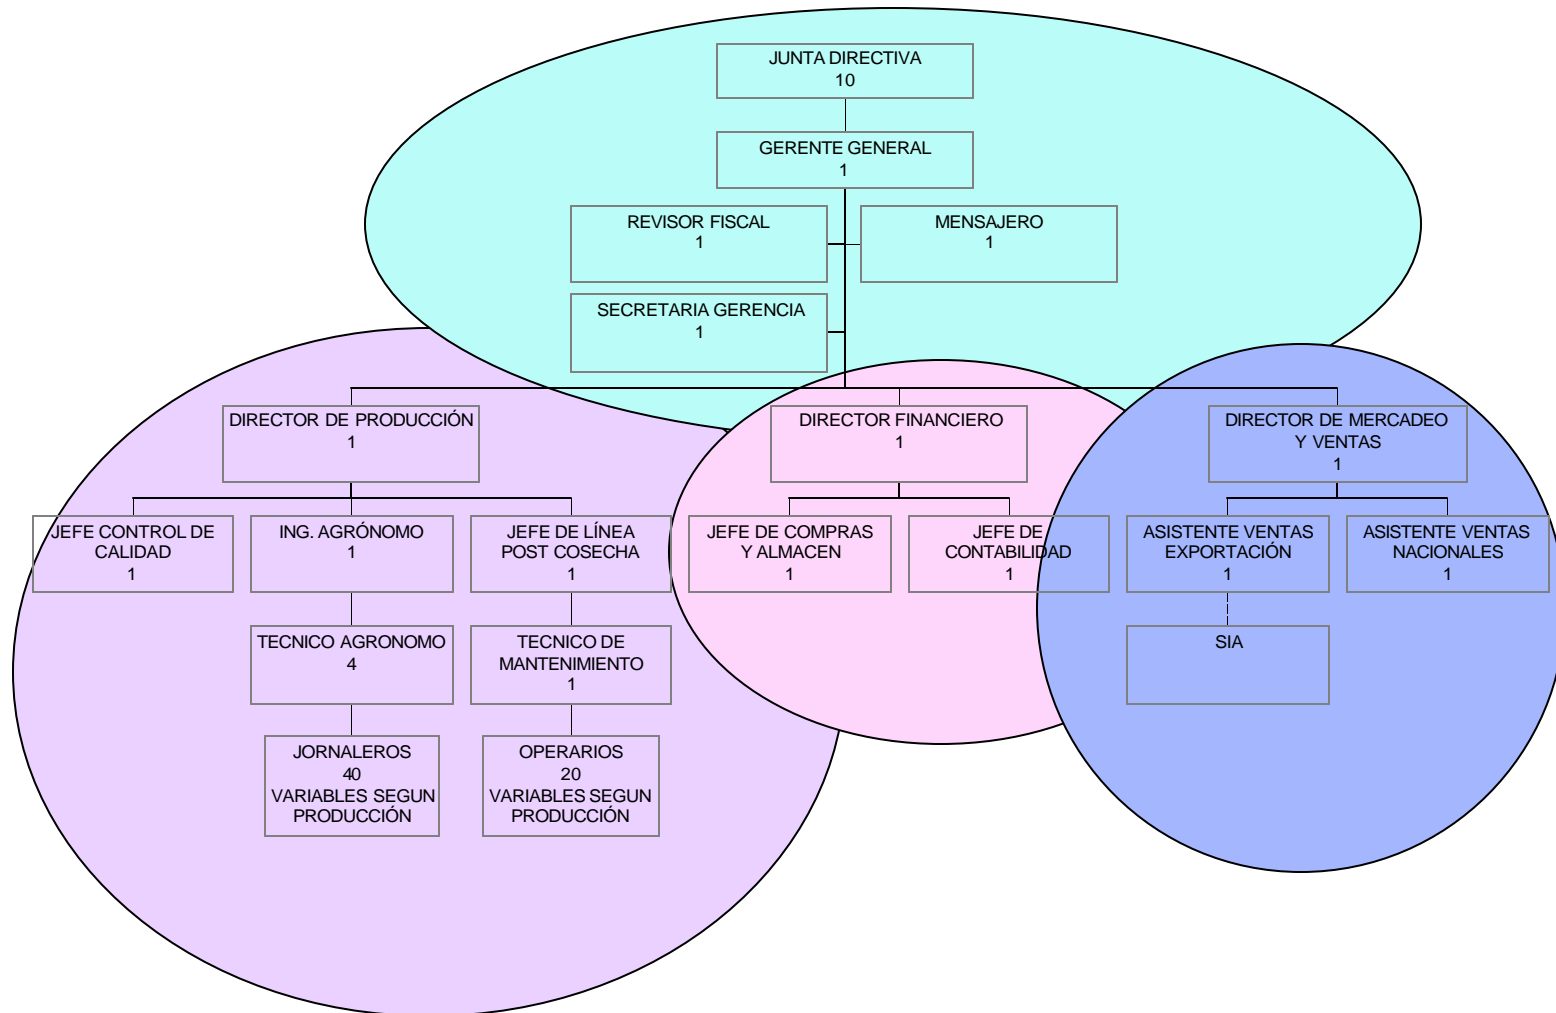 JUNTA DIRECTIVA
10
GERENTE GENERAL
1
REVISOR FISCAL
1
MENSAJERO
1
SECRETARIA GERENCIA
1
DIRECTOR DE PRODUCCIÓN
1
DIRECTOR FINANCIERO
1
DIRECTOR DE MERCADEO
Y VENTAS
1
JEFE CONTROL DE
CALIDAD
1
ING. AGRÓNOMO
1
JEFE DE LÍNEA
POST COSECHA
1
JEFE DE COMPRAS
Y ALMACEN
1
JEFE DE
CONTABILIDAD
1
ASISTENTE VENTAS
EXPORTACIÓN
1
ASISTENTE VENTAS
NACIONALES
1
TECNICO AGRONOMO
4
TECNICO DE
MANTENIMIENTO
1
SIA
JORNALEROS
40
VARIABLES SEGUN
PRODUCCIÓN
OPERARIOS
20
VARIABLES SEGUN
PRODUCCIÓN